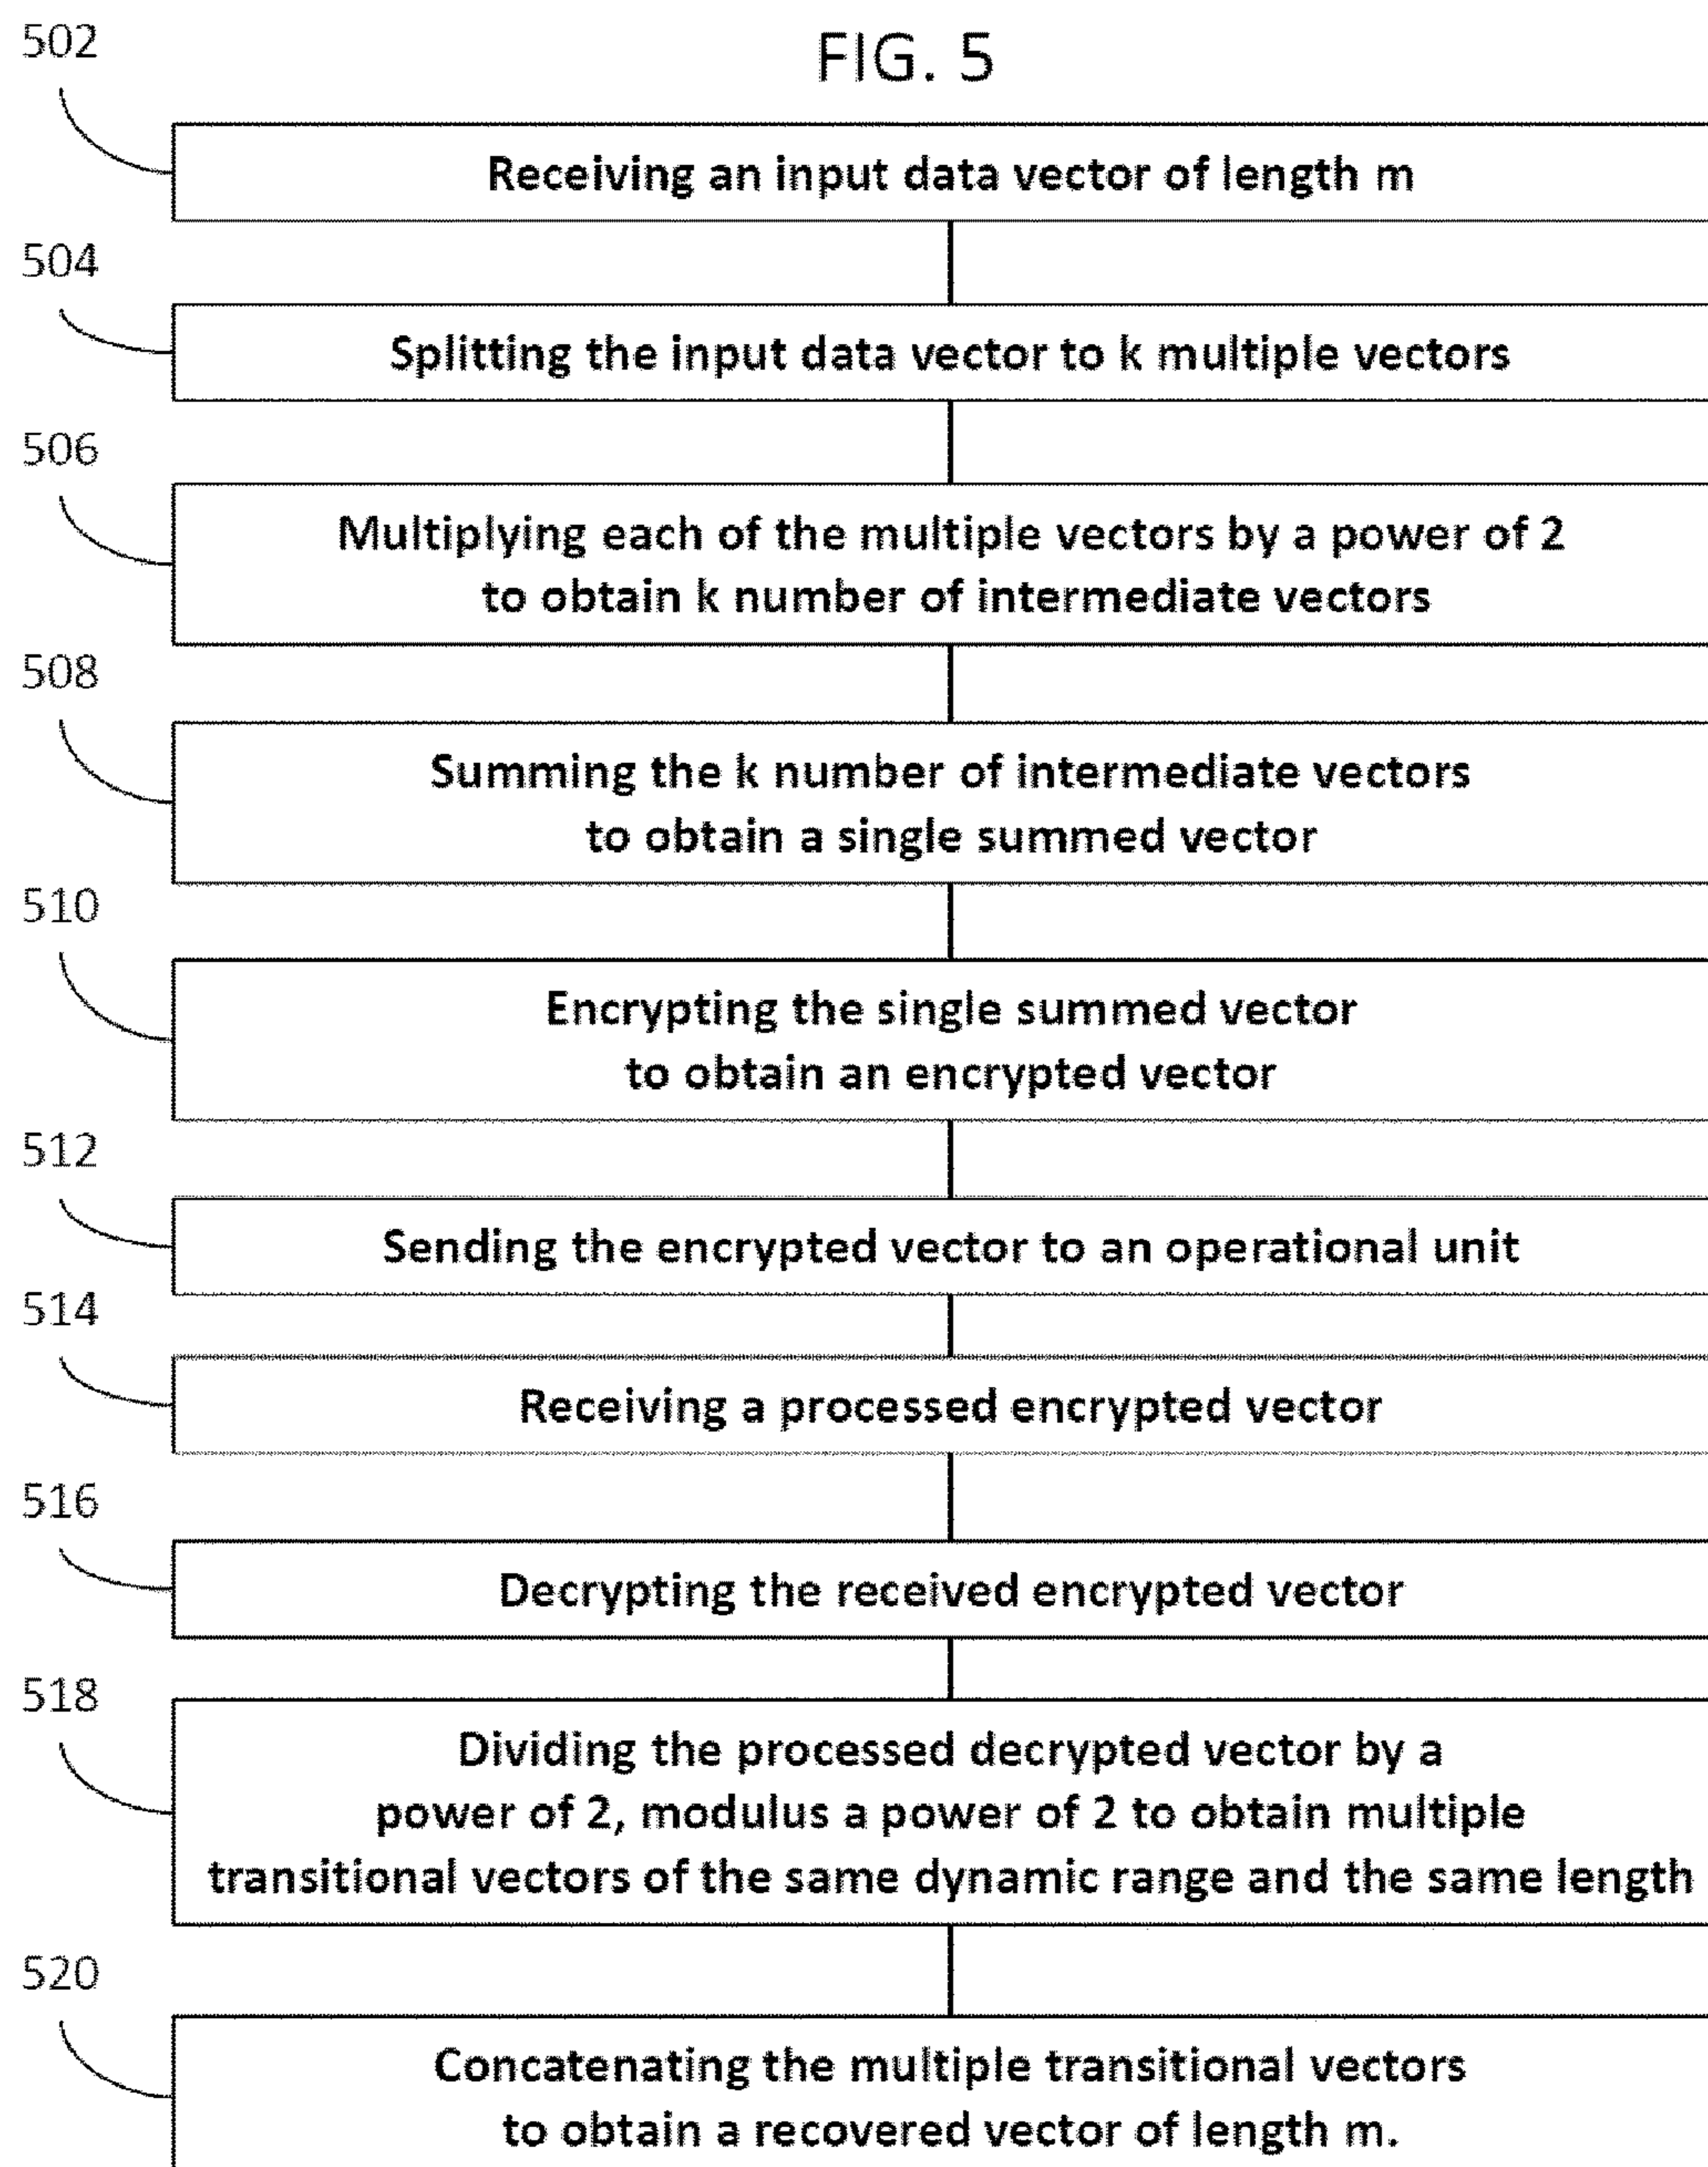 502
FIG. 5
Receiving an input data vector of length m
504
Splitting the input data vector to k multiple vectors
506
Multiplying each of the multiple vectors by a power of 2
to obtain k number of intermediate vectors
508
Summing the k number of intermediate vectors
to obtain a single summed vector
510
Encrypting the single summed vector
to obtain an encrypted vector
512
Sending the encrypted vector to an operational unit
514
Receiving a processed encrypted vector
516
Decrypting the received encrypted vector
518
Dividing the processed decrypted vector by a
power of 2, modulus a power of 2 to obtain multiple
transitional vectors of the same dynamic range and the same length
520
Concatenating the multiple transitional vectors
to obtain a recovered vector of length m.